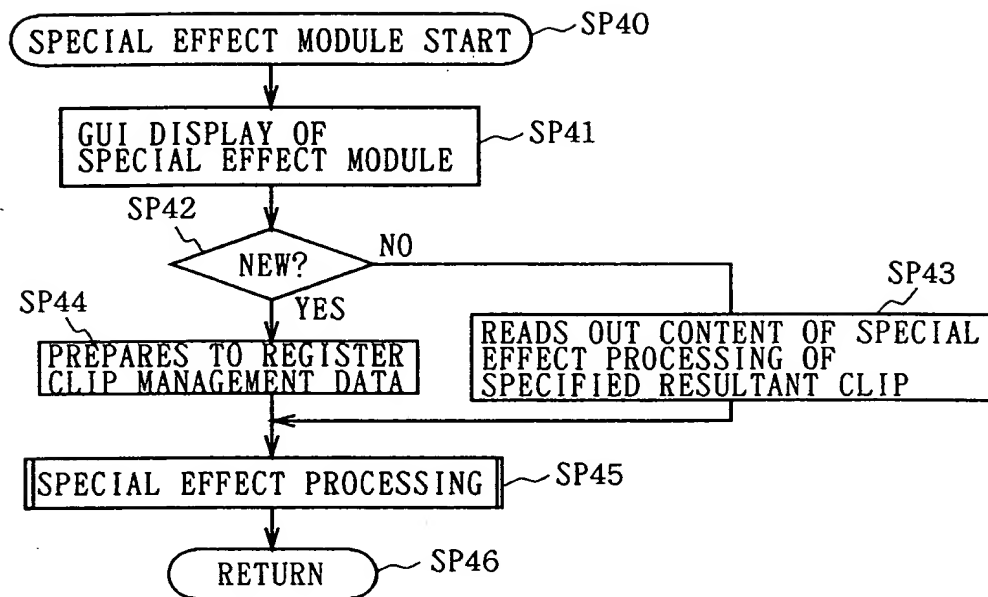 SPECIAL EFFECT MODULE START
SP40
GUI DISPLAY OF
SPECIAL EFFECT MODULE
SP41
SP42
NEW?
NO
YES
SP43
READS OUT CONTENT OF SPECIAL
EFFECT PROCESSING OF
SPECIFIED RESULTANT CLIP
SP44
PREPARES TO REGISTER
CLIP MANAGEMENT DATA
SPECIAL EFFECT PROCESSING
SP45
RETURN
SP46